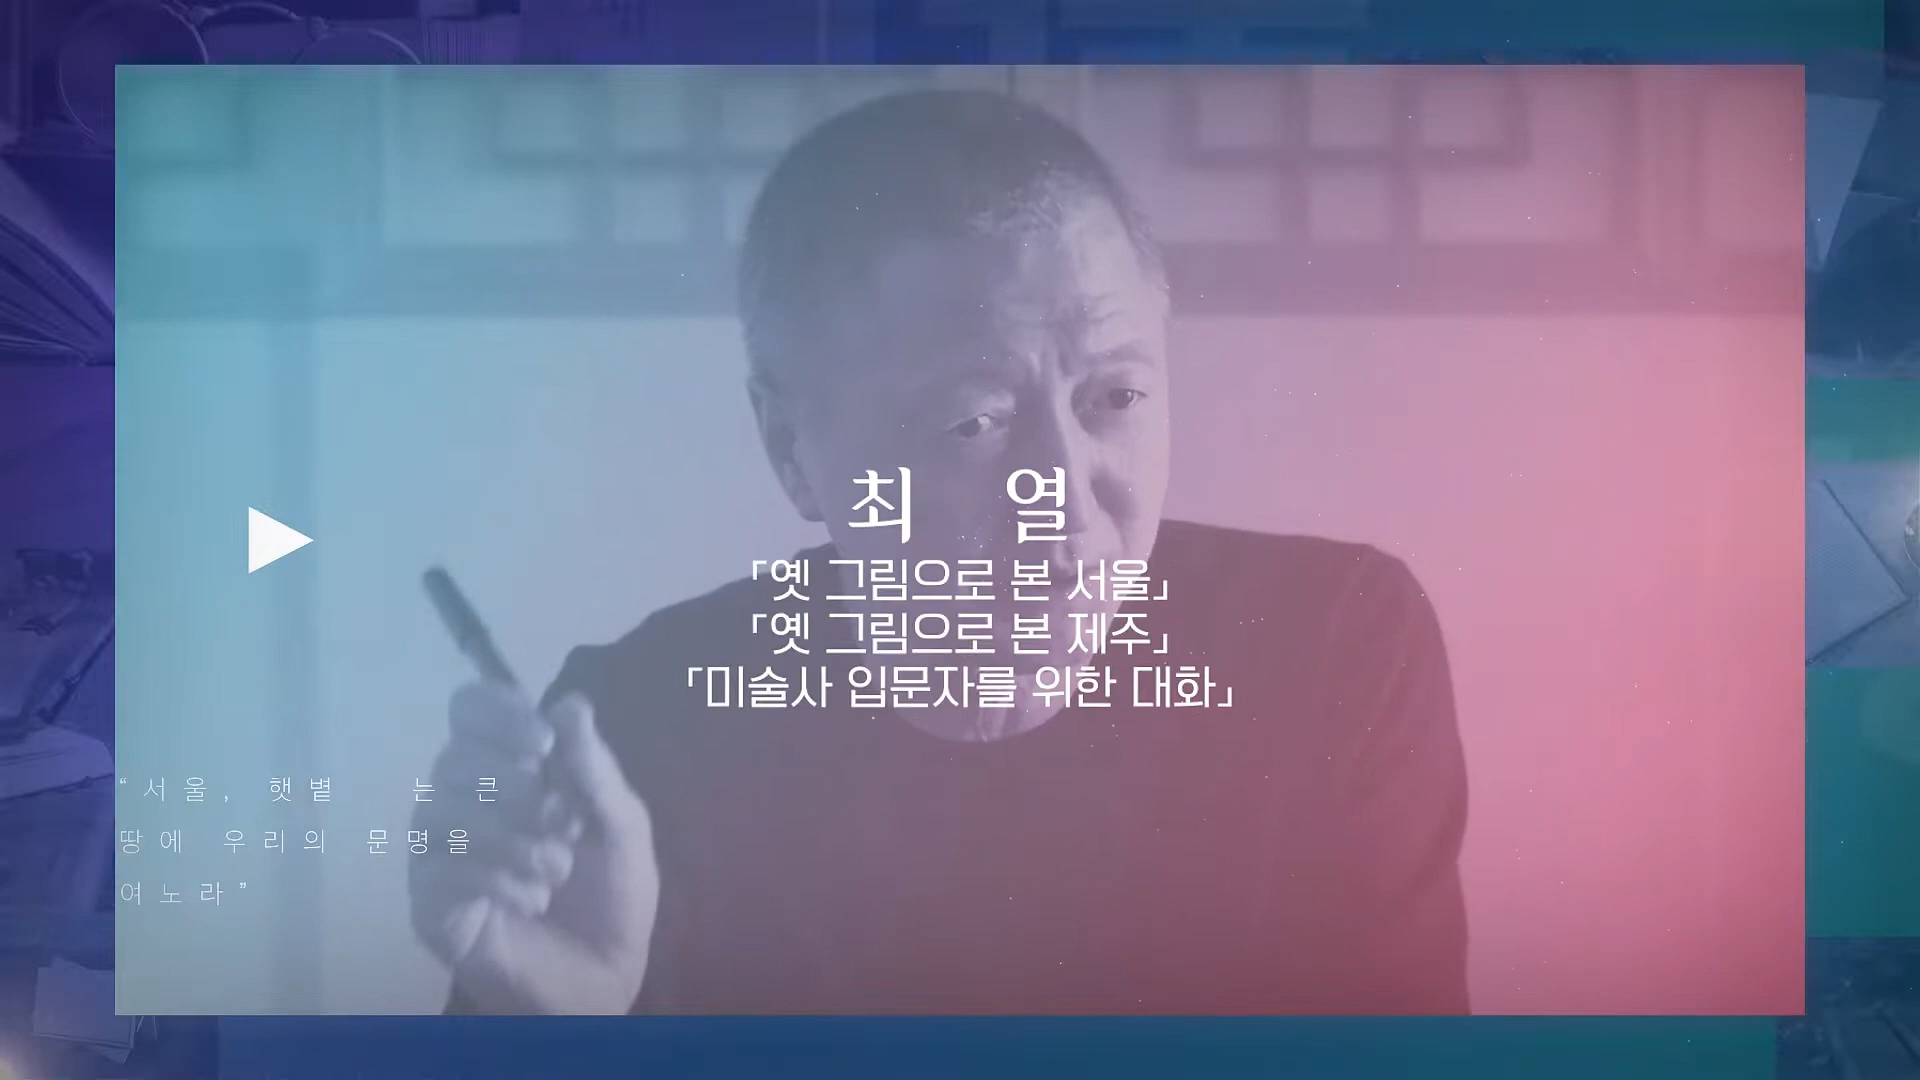 최 열
「옛 그림으로 본 서울」
「옛 그림으로 본 제주」
「미술사 입문자를 위한 대화」
“서울, 햇볕 는 큰
땅에 우리의 문명을
여노라”